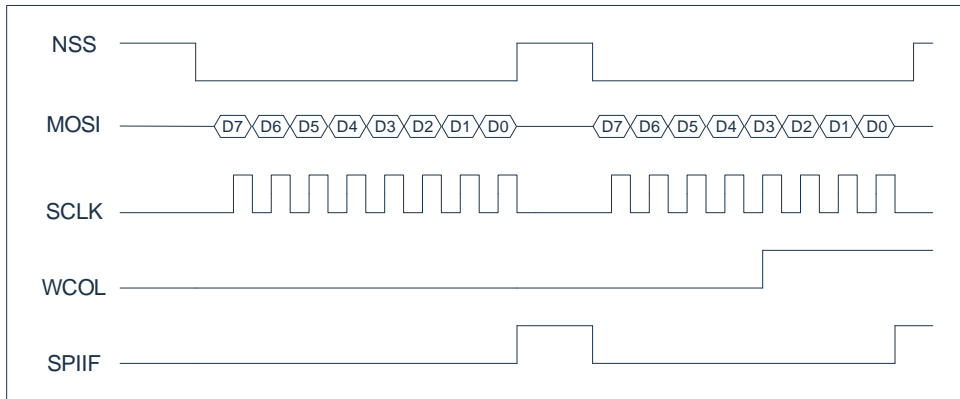 NSS
MOSI D7 D6 D5 D4 D3 D2 D1 D0 D7 D6 D5 D4 D3 D2 D1 D0
SCLK
WCOL
SPIIF